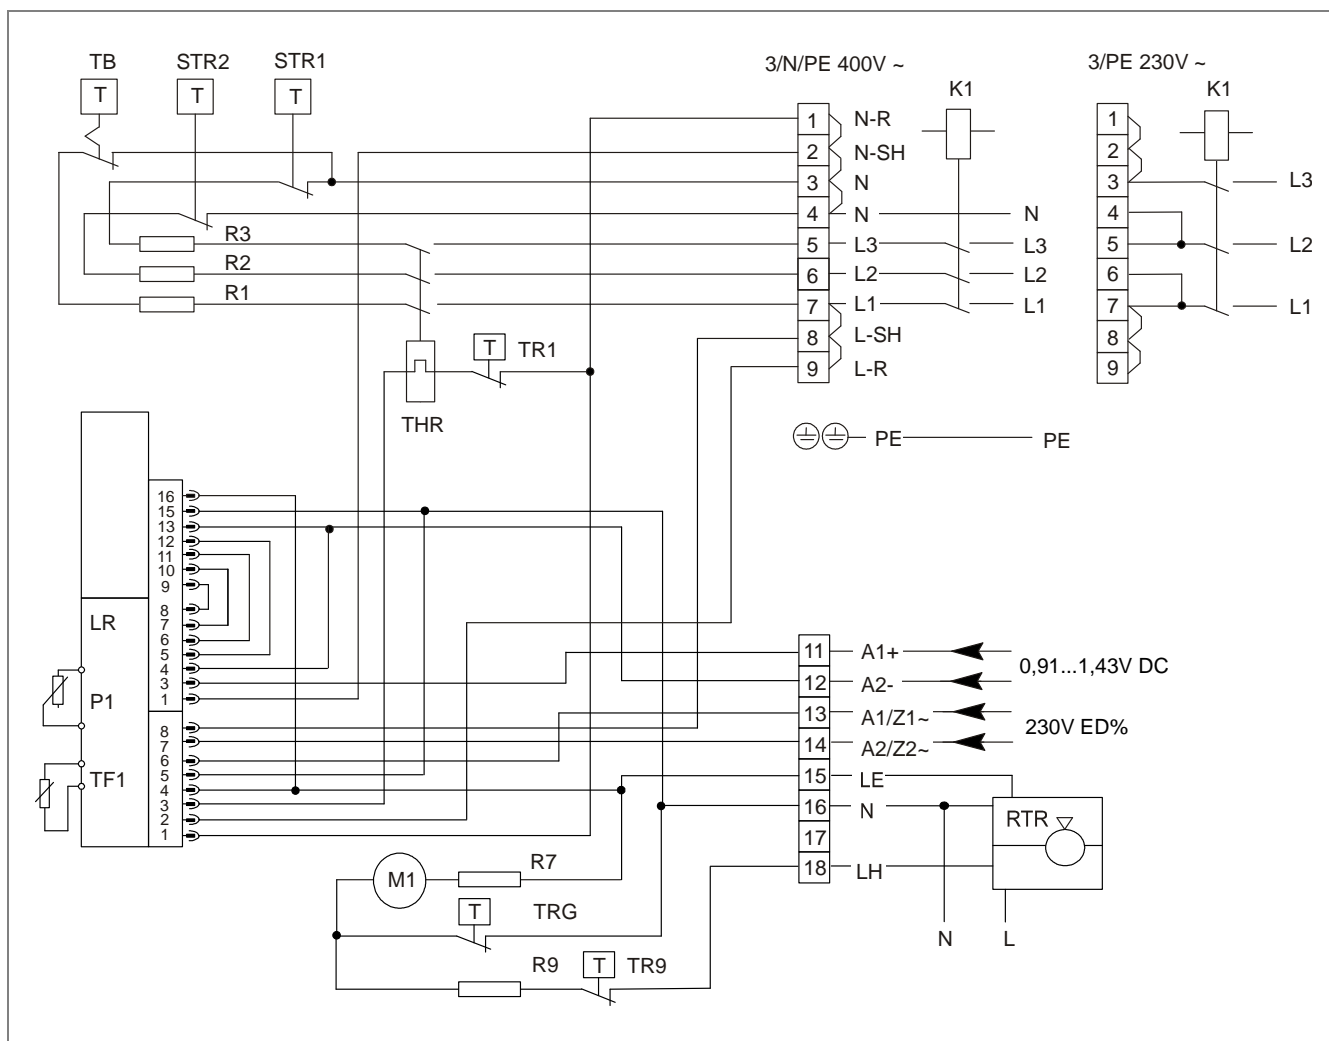 TB STR2 STR1
T T T
3/N/PE 400V ~
3/PE 230V ~
K1 K1
1 N-R
2 N-SH
3 N
4 N N
5 L3 L3
6 L2 L2
7 L1 L1
8 L-SH
9 L-R
1
2
3 L3
4
5 L2
6
7 L1
8
9
R3
R2
R1
T TR1
THR
PE PE
16
15
13
12
11
10
9
8
7
6
5
4
3
1
8
7
6
5
4
3
2
1
LR
P1
TF1
11 A1+
12 A2-
0,91...1,43V DC
13 A1/Z1~
14 A2/Z2~
230V ED%
15 LE
16 N
17
18 LH
RTR
N L
M1 R7
T TRG
R9 T TR9